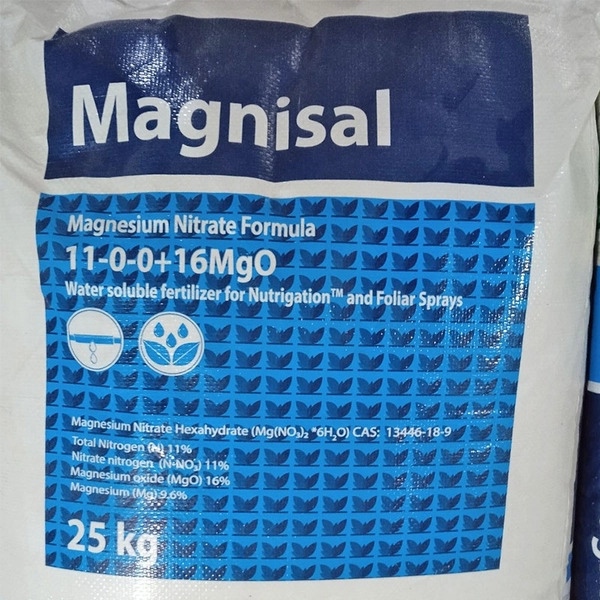 Magnisal
Magnesium Nitrate Formula
11-0-0+16MgO
Water soluble fertilizer for Nutrigation™ and Foliar Sprays
Magnesium Nitrate Hexahydrate (Mg(NO₃)₂ *6H₂O) CAS: 13446-18-9
Total Nitrogen (N) 11%
Nitrate nitrogen (N-NO₃) 11%
Magnesium oxide (MgO) 16%
Magnesium (Mg) 9.6%
25 kg